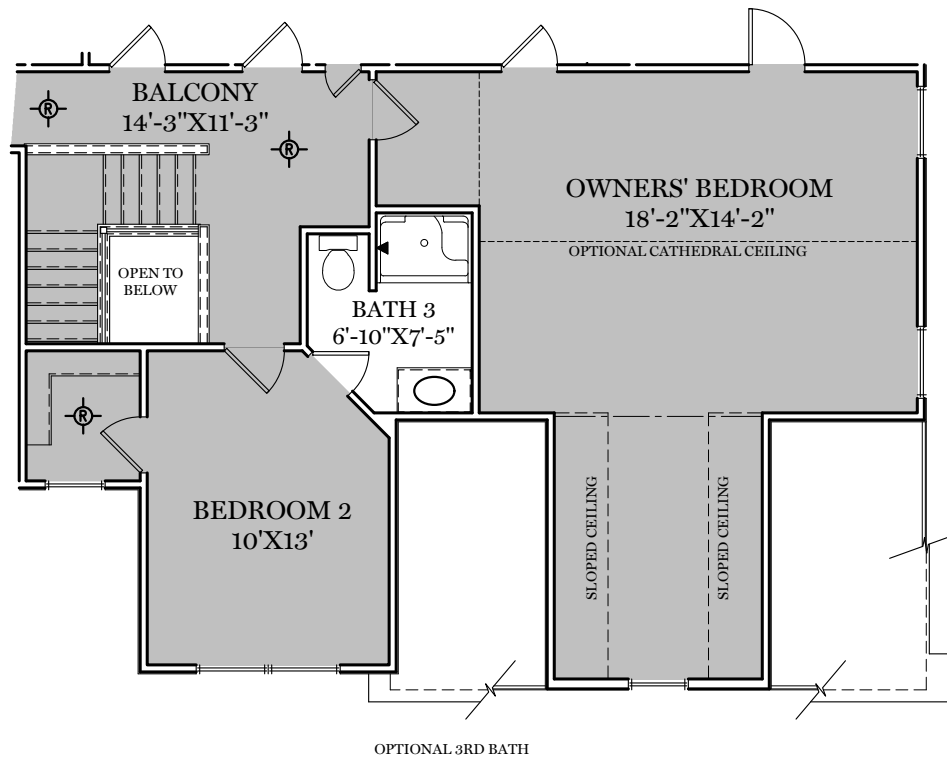 BALCONY
14'-3"X11'-3"
R
R
OWNERS' BEDROOM
18'-2"X14'-2"
OPTIONAL CATHEDRAL CEILING
OPEN TO
BELOW
BATH 3
6'-10"X7'-5"
R
BEDROOM 2
10'X13'
SLOPED CEILING
SLOPED CEILING
OPTIONAL 3RD BATH